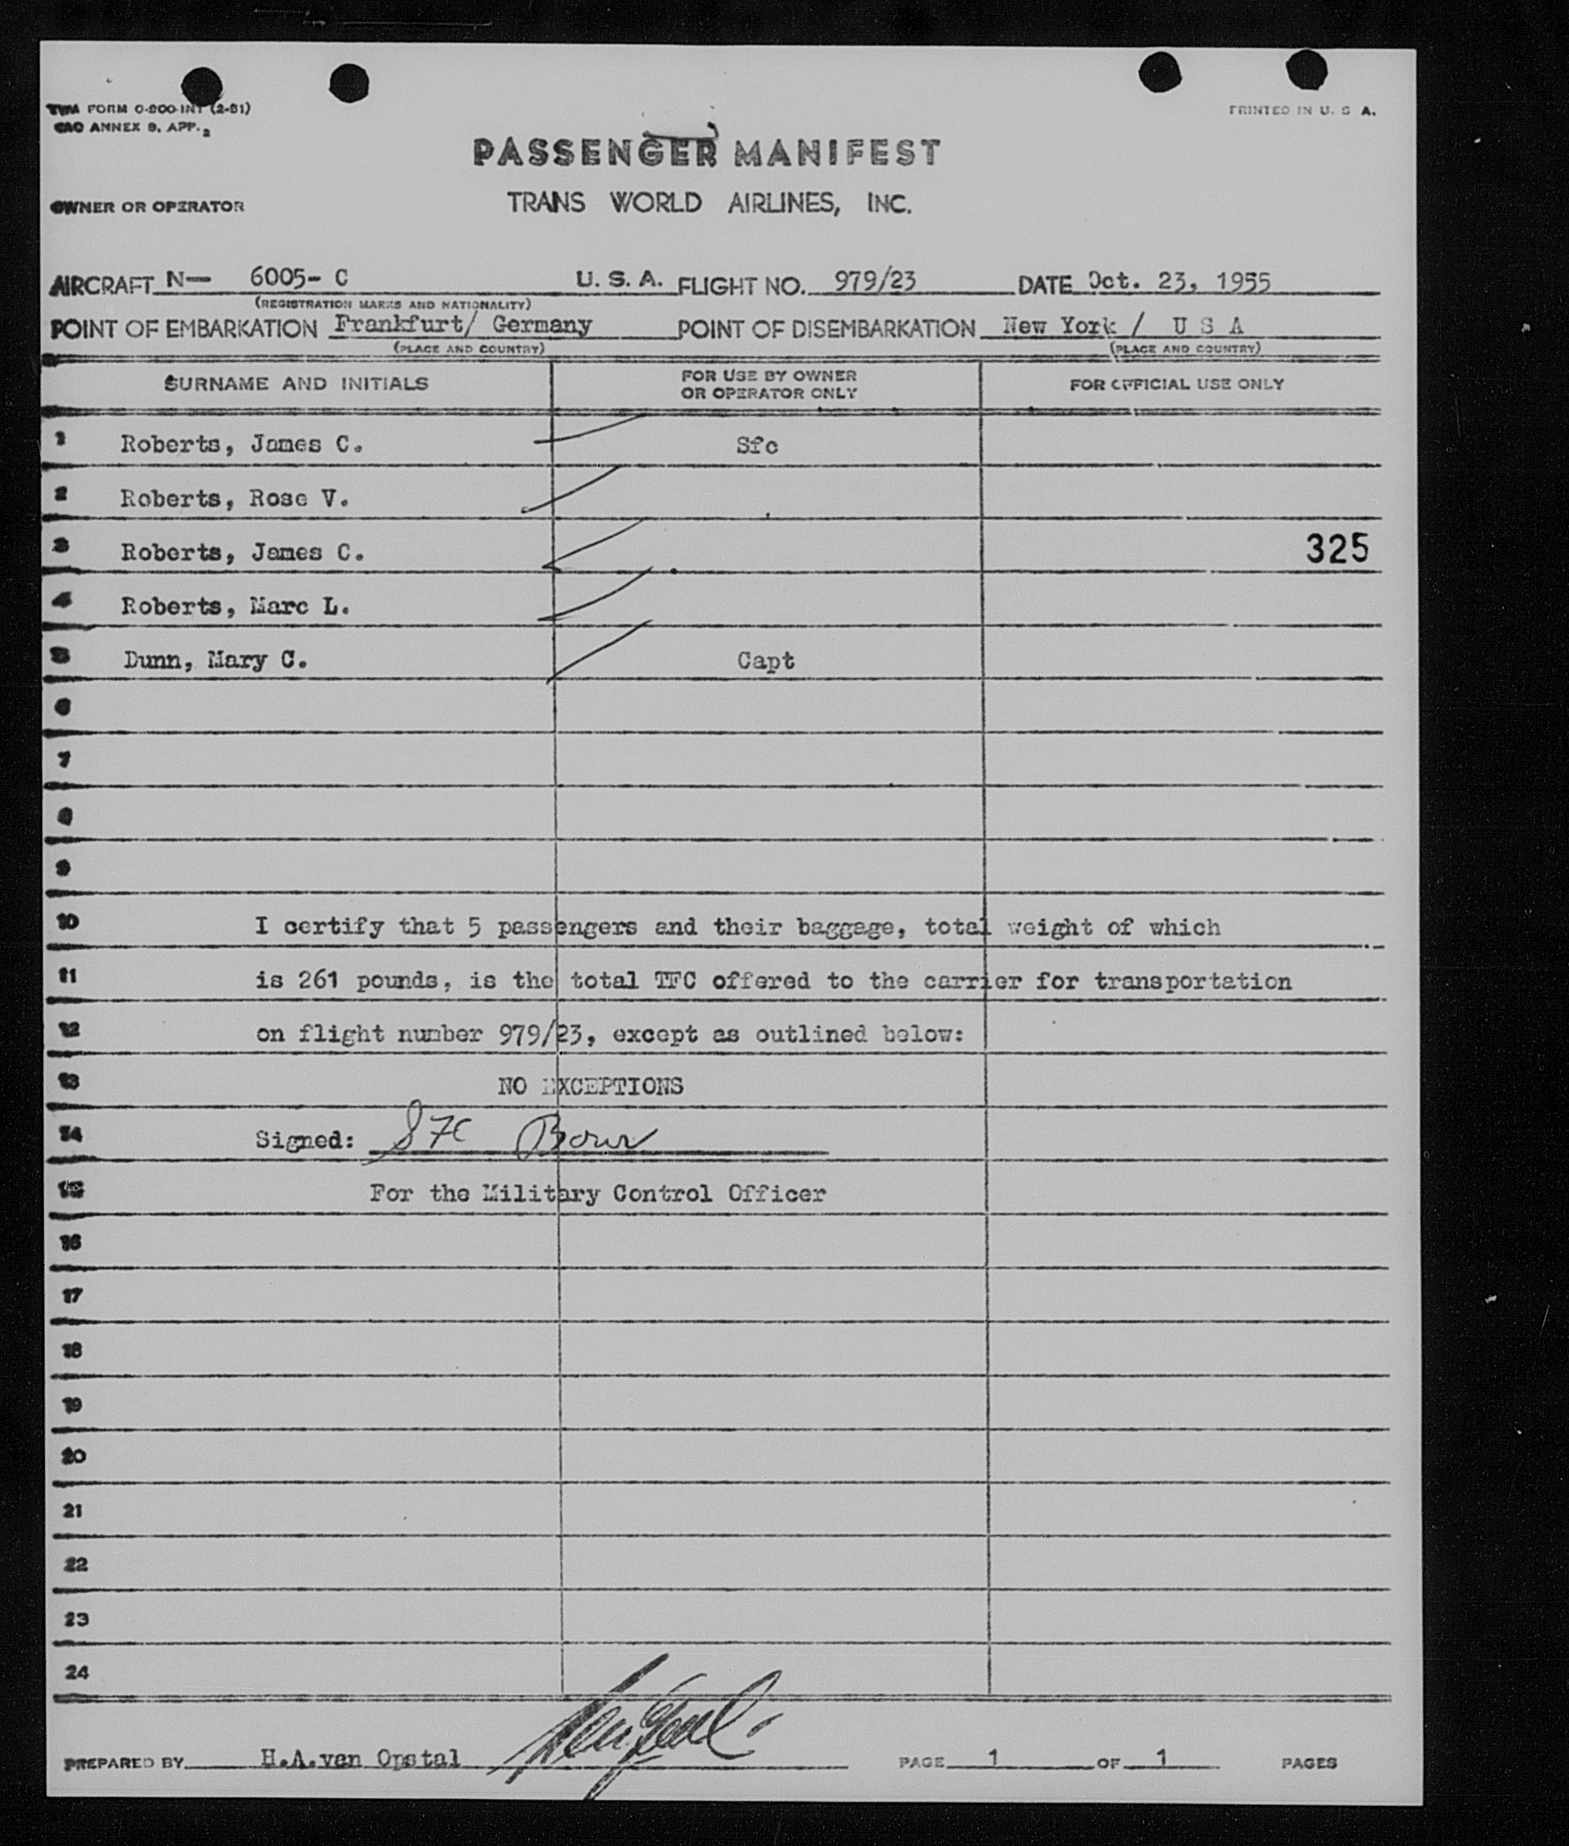 TWA FORM O-800-INT (2-51)
PRINTED IN U. S. A.
ICAO ANNEX 9, APP. 2
PASSENGER MANIFEST
OWNER OR OPERATOR TRANS WORLD AIRLINES, INC.
AIRCRAFT N— 6005- C U. S. A. FLIGHT NO. 979/23 DATE Oct. 23, 1955
(REGISTRATION MARKS AND NATIONALITY)
POINT OF EMBARKATION Frankfurt/ Germany POINT OF DISEMBARKATION New York / U S A
(PLACE AND COUNTRY) (PLACE AND COUNTRY)
SURNAME AND INITIALS FOR USE BY OWNER OR OPERATOR ONLY FOR OFFICIAL USE ONLY
1 Roberts, James C. Sfc
2 Roberts, Rose V.
3 Roberts, James C. 325
4 Roberts, Marc L.
5 Dunn, Mary C. Capt
6
7
8
9
10 I certify that 5 passengers and their baggage, total weight of which
11 is 261 pounds, is the total TFC offered to the carrier for transportation
12 on flight number 979/23, except as outlined below:
13 NO EXCEPTIONS
14 Signed: SFC
15 For the Military Control Officer
16
17
18
19
20
21
22
23
24
PREPARED BY H.A.van Opstal PAGE 1 OF 1 PAGES